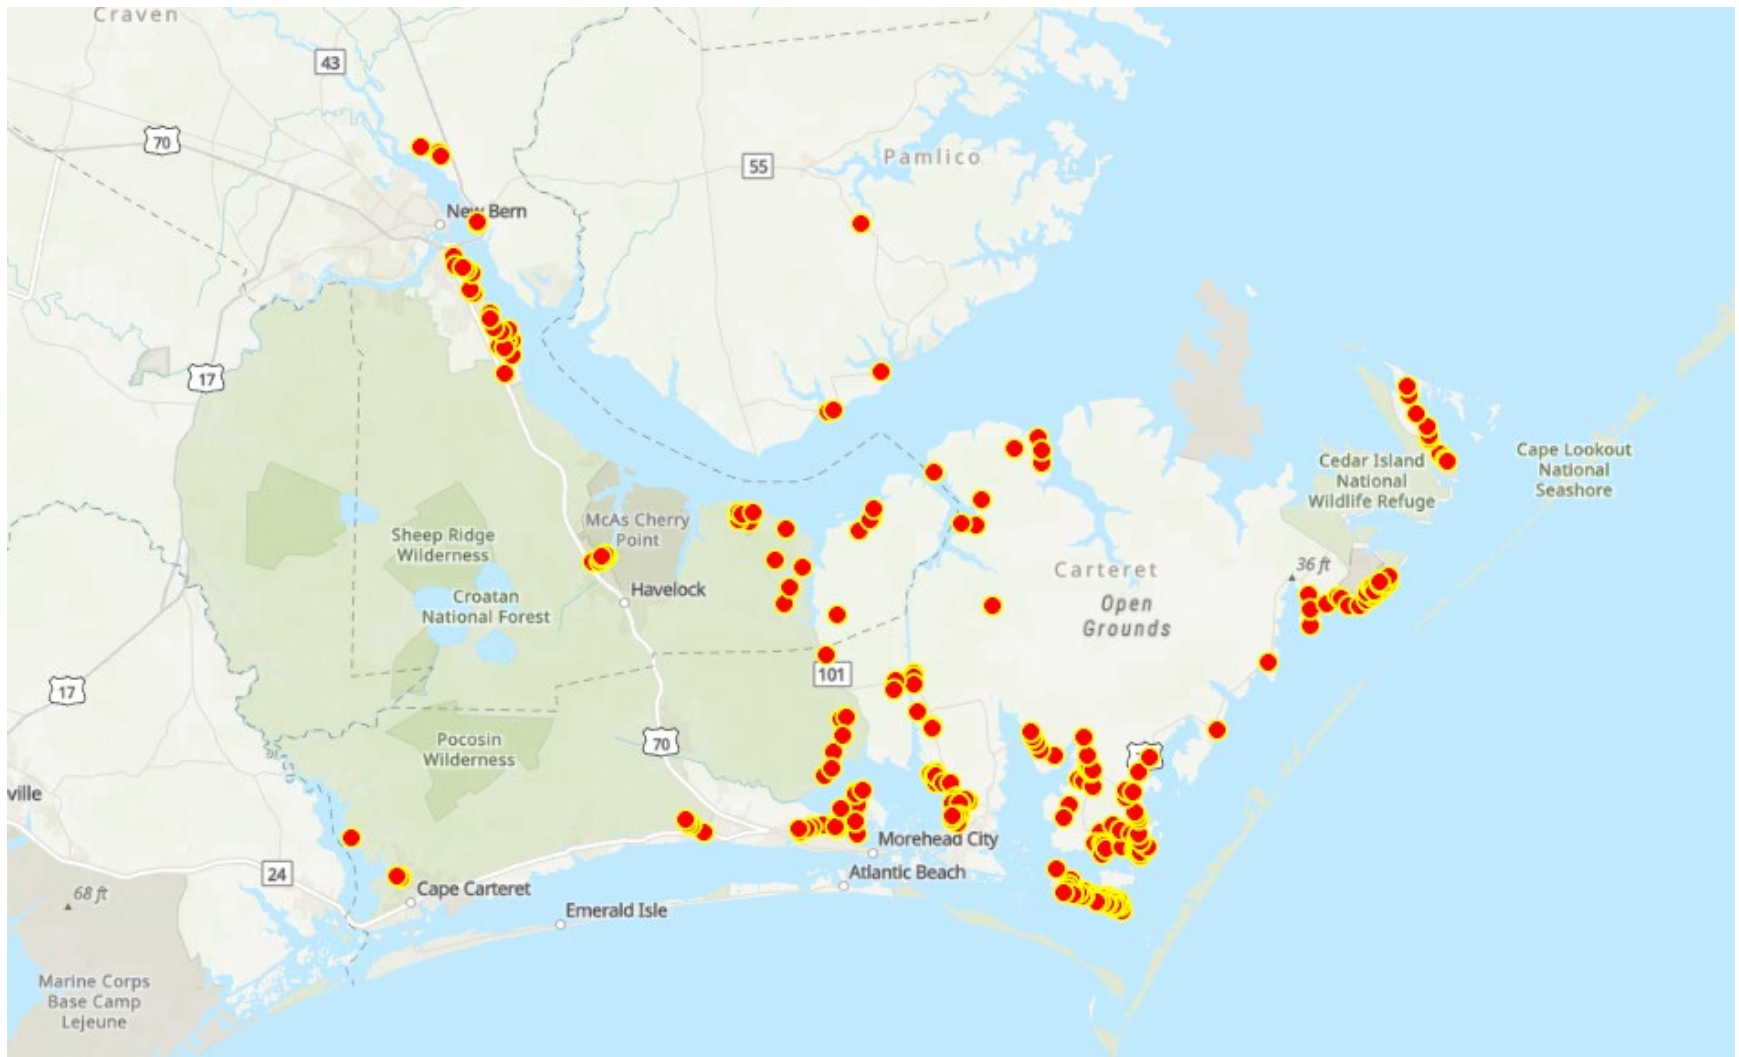 Craven
43
70
55
Pamlico
New Bern
17
Cape Lookout
National
Seashore
Cedar Island
National
Wildlife Refuge
McAs Cherry
Point
Sheep Ridge
Wilderness
36 ft
Carteret
Havelock
Croatan
National Forest
Open
Grounds
101
17
70
Pocosin
Wilderness
ville
Morehead City
24
Atlantic Beach
68 ft
Cape Carteret
Emerald Isle
Marine Corps
Base Camp
Lejeune